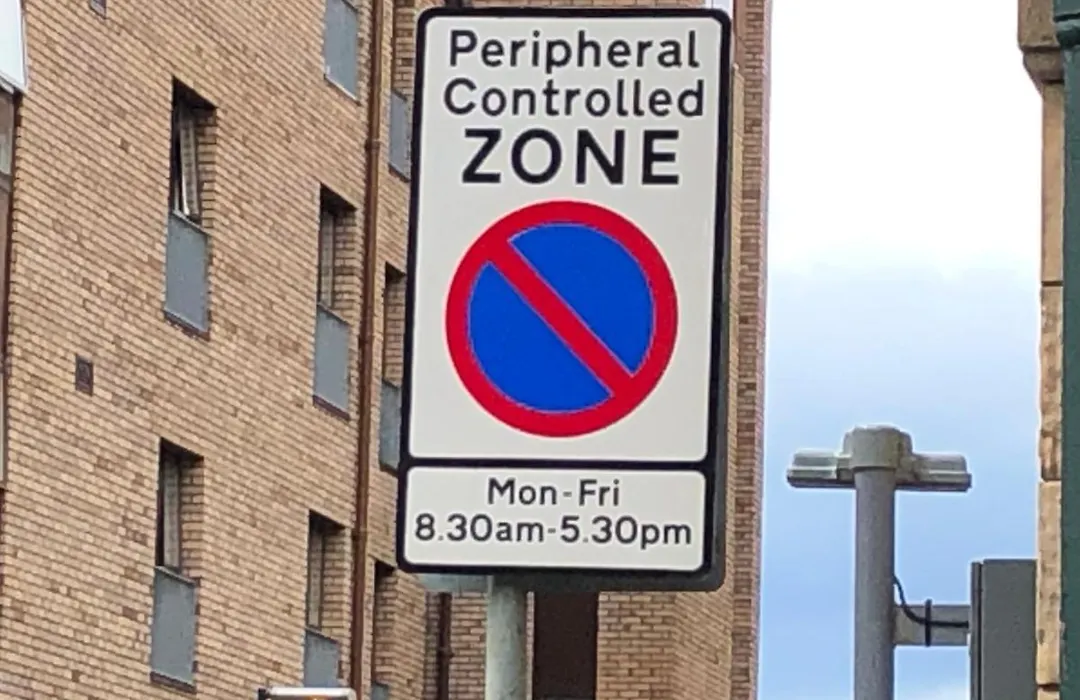 Peripheral
Controlled
ZONE
Mon-Fri
8.30am-5.30pm